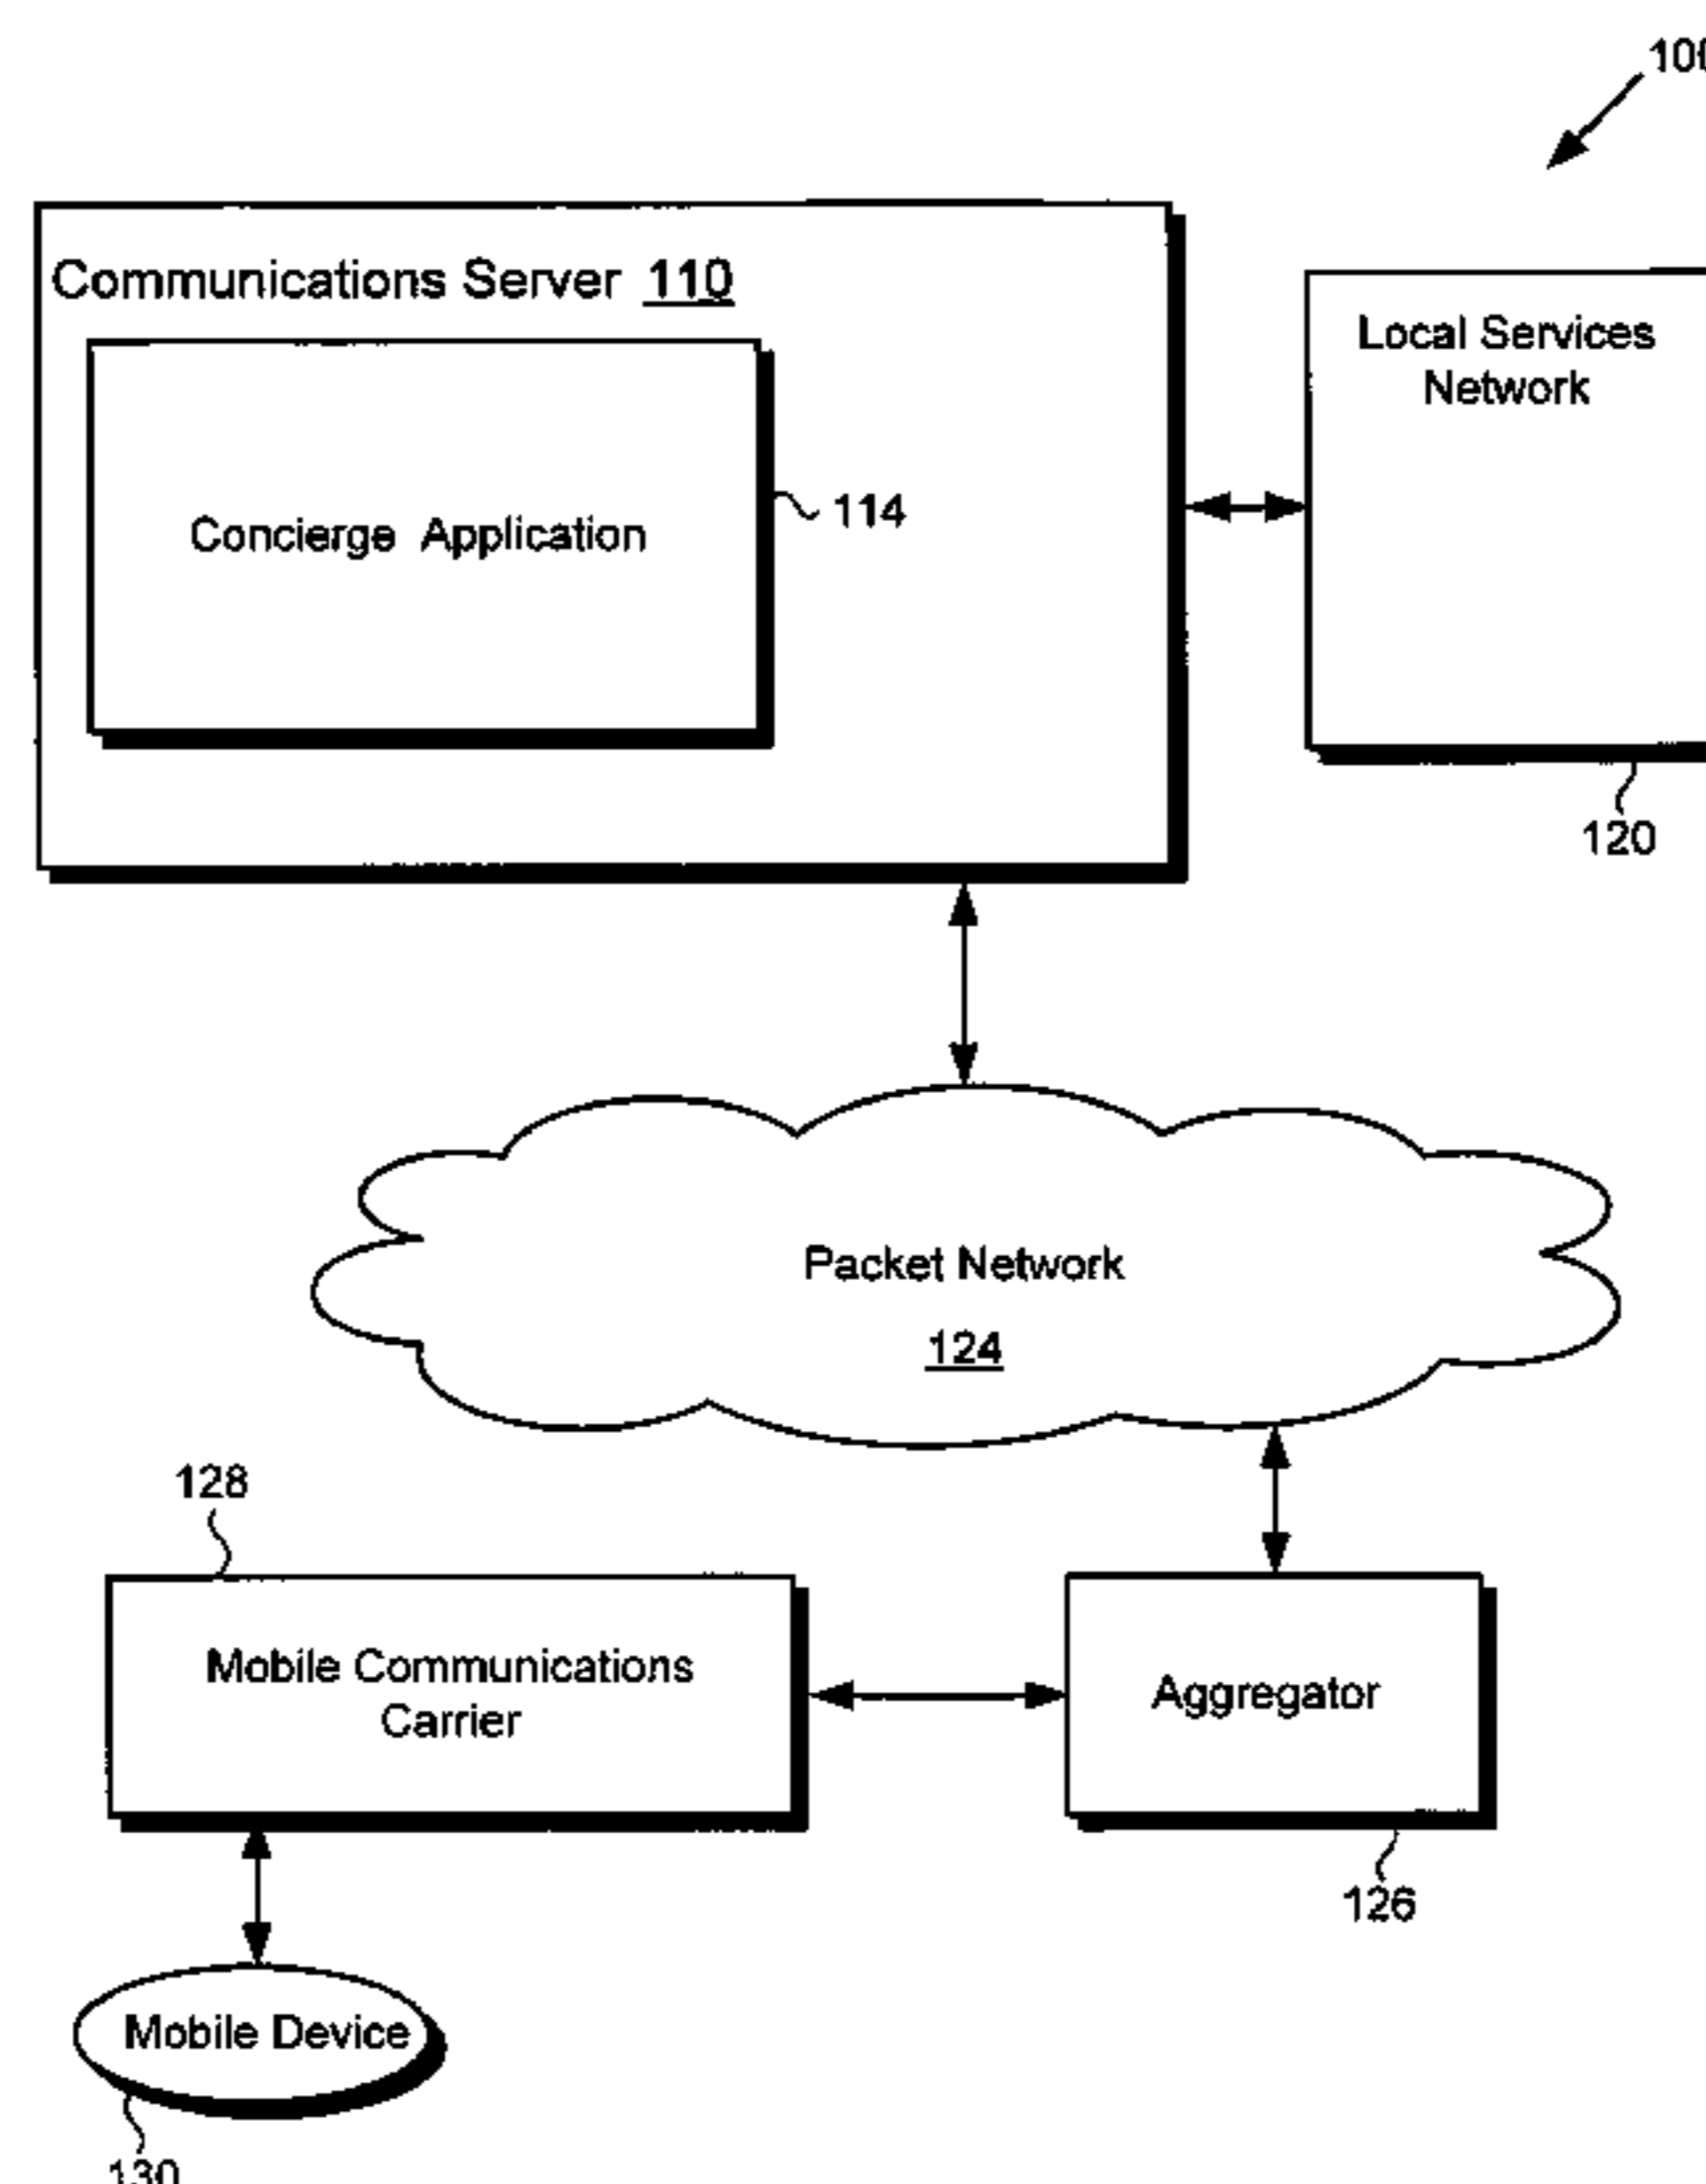 100
Communications Server 110
Local Services
Network
Concierge Application
114
120
Packet Network
124
128
Mobile Communications
Carrier
Aggregator
126
Mobile Device
130